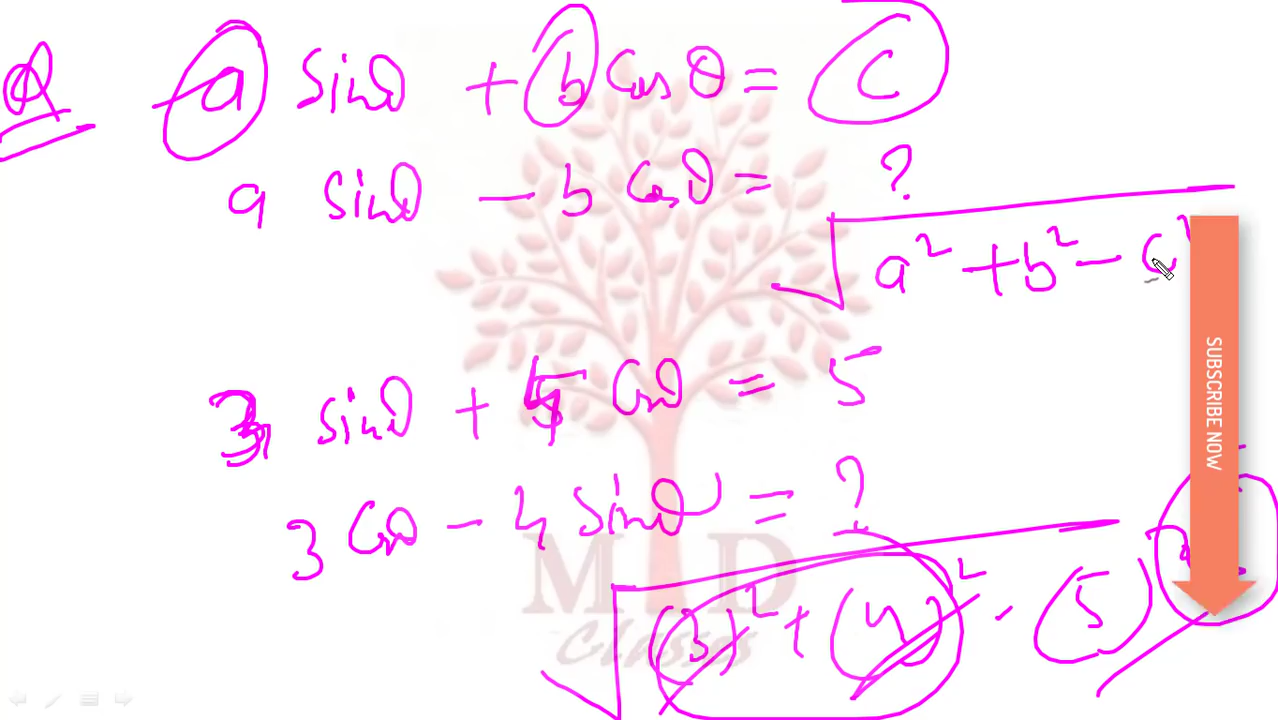 Q a sinθ + b cosθ = c
a sinθ - b cosθ = ?
√a² + b² - c²
3 sinθ + 4 cosθ = 5
3 cosθ - 4 sinθ = ?
√(3)² + (4)² - (5)
M D
Classes
SUBSCRIBE NOW